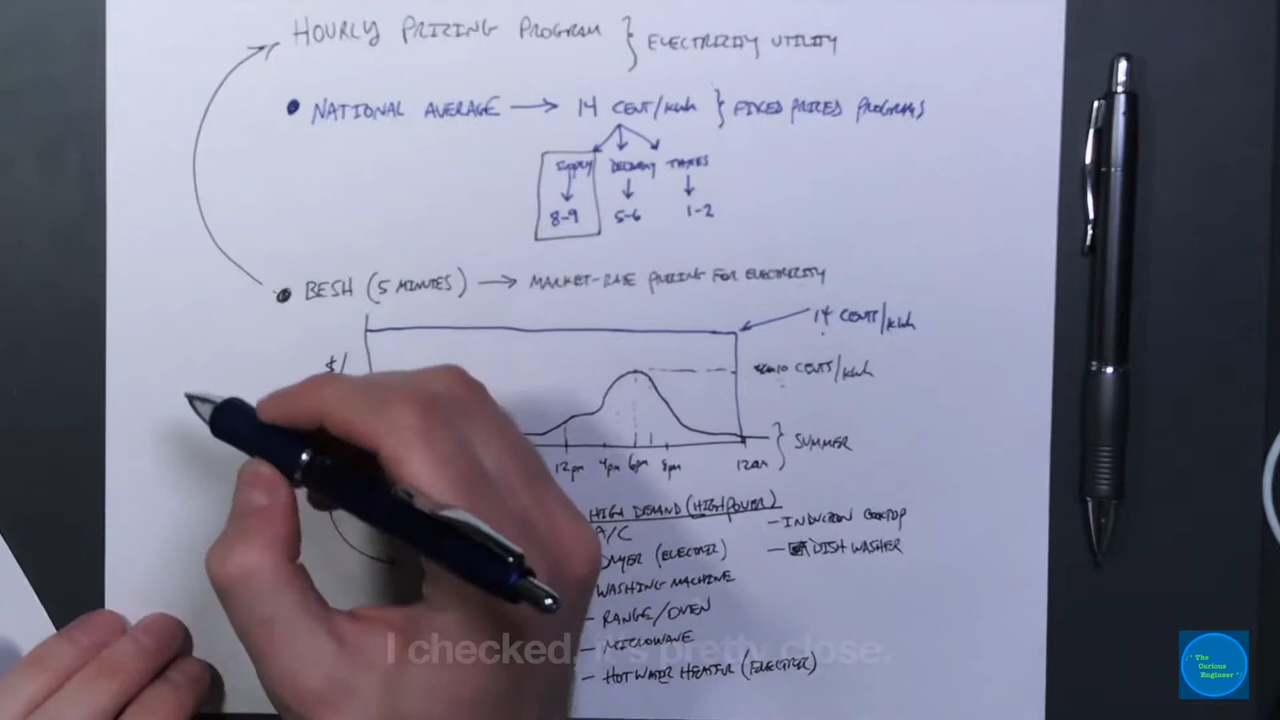 HOURLY PRICING PROGRAM } ELECTRICITY UTILITY
• NATIONAL AVERAGE → 14 CENT/kWh } FIXED PRICED PROGRAMS
SUPPLY DELIVERY TAXES
8-9 5-6 1-2
• BESH (5 MINUTES) → MARKET-RATE PRICING FOR ELECTRICITY
14 CENTS/kWh
$/
10 CENTS/kWh
} SUMMER
12pm 4pm 6pm 8pm 12am
HIGH DEMAND (HIGH POWER)
A/C
- INDUCTION COOKTOP
DRYER (ELECTRIC)
- DISH WASHER
WASHING MACHINE
- RANGE/OVEN
- MICROWAVE
- HOT WATER HEATER (ELECTRIC)
I checked, it's pretty close.
/* The
Curious
Engineer */